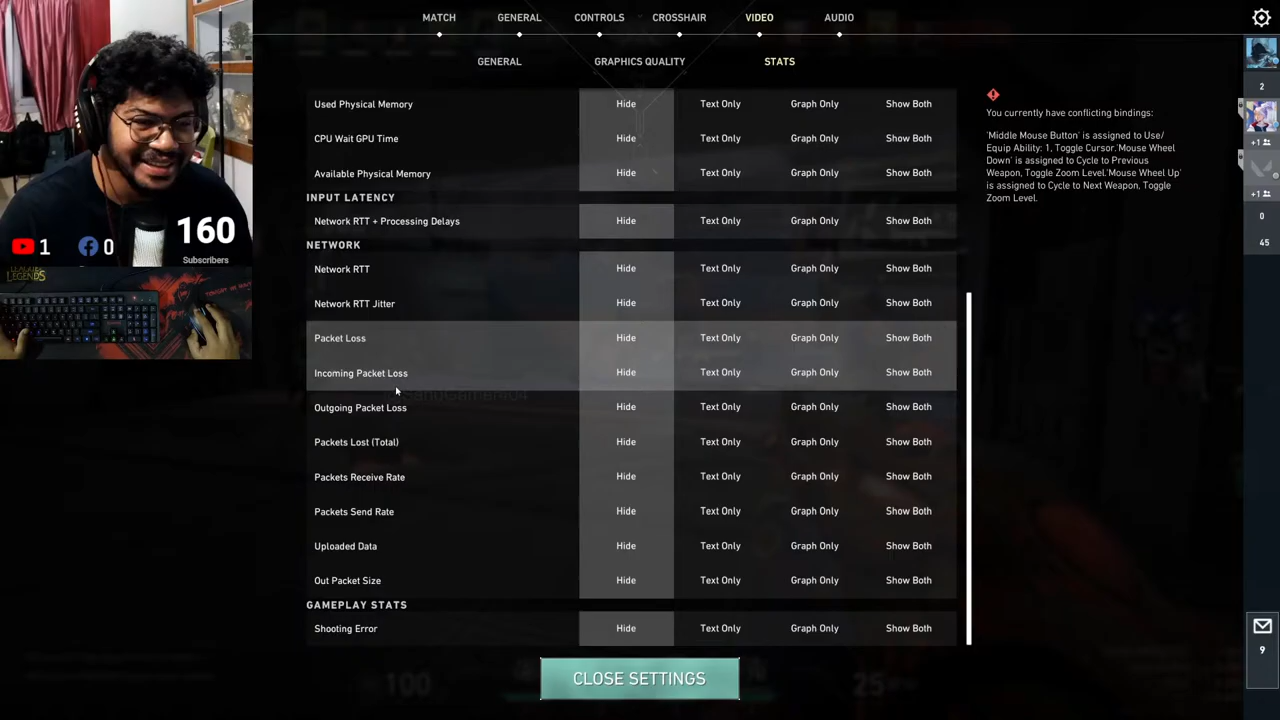 MATCH GENERAL CONTROLS CROSSHAIR VIDEO AUDIO
GENERAL GRAPHICS QUALITY STATS
Used Physical Memory Hide Text Only Graph Only Show Both
CPU Wait GPU Time Hide Text Only Graph Only Show Both
Available Physical Memory Hide Text Only Graph Only Show Both
INPUT LATENCY
Network RTT + Processing Delays Hide Text Only Graph Only Show Both
NETWORK
Network RTT Hide Text Only Graph Only Show Both
Network RTT Jitter Hide Text Only Graph Only Show Both
Packet Loss Hide Text Only Graph Only Show Both
Incoming Packet Loss Hide Text Only Graph Only Show Both
Outgoing Packet Loss Hide Text Only Graph Only Show Both
Packets Lost (Total) Hide Text Only Graph Only Show Both
Packets Receive Rate Hide Text Only Graph Only Show Both
Packets Send Rate Hide Text Only Graph Only Show Both
Uploaded Data Hide Text Only Graph Only Show Both
Out Packet Size Hide Text Only Graph Only Show Both
GAMEPLAY STATS
Shooting Error Hide Text Only Graph Only Show Both
CLOSE SETTINGS
You currently have conflicting bindings:
'Middle Mouse Button' is assigned to Use/
Equip Ability: 1, Toggle Cursor.'Mouse Wheel
Down' is assigned to Cycle to Previous
Weapon, Toggle Zoom Level.'Mouse Wheel Up'
is assigned to Cycle to Next Weapon, Toggle
Zoom Level.
1
0
160
Subscribers
LEAGUE
LEGENDS
100
25
2
+1
+1
0
45
9